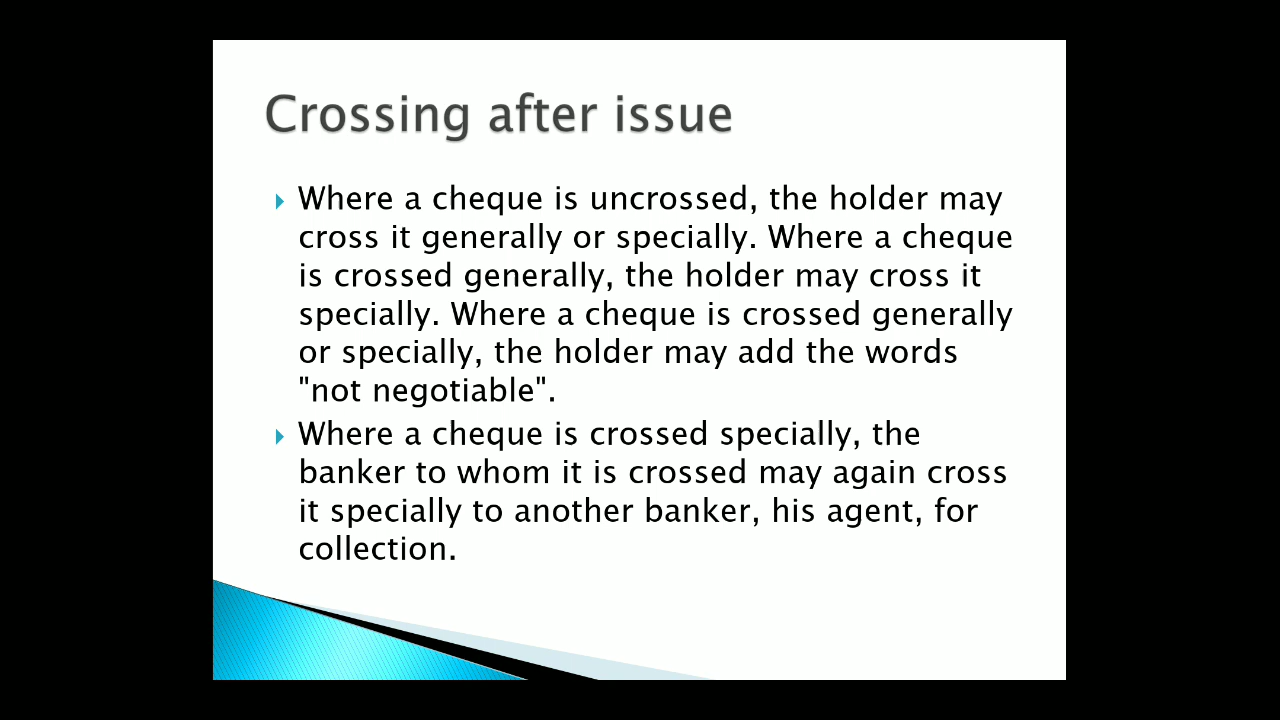 Crossing after issue
Where a cheque is uncrossed, the holder may
cross it generally or specially. Where a cheque
is crossed generally, the holder may cross it
specially. Where a cheque is crossed generally
or specially, the holder may add the words
"not negotiable".
Where a cheque is crossed specially, the
banker to whom it is crossed may again cross
it specially to another banker, his agent, for
collection.